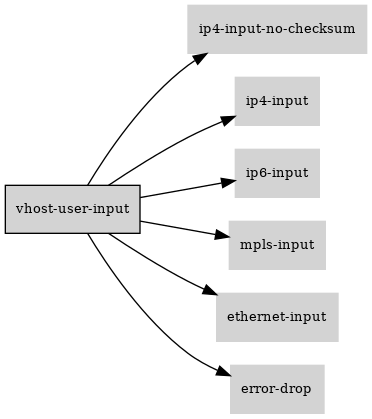 ip4-input-no-checksum
ip4-input
ip6-input
vhost-user-input
mpls-input
ethernet-input
error-drop